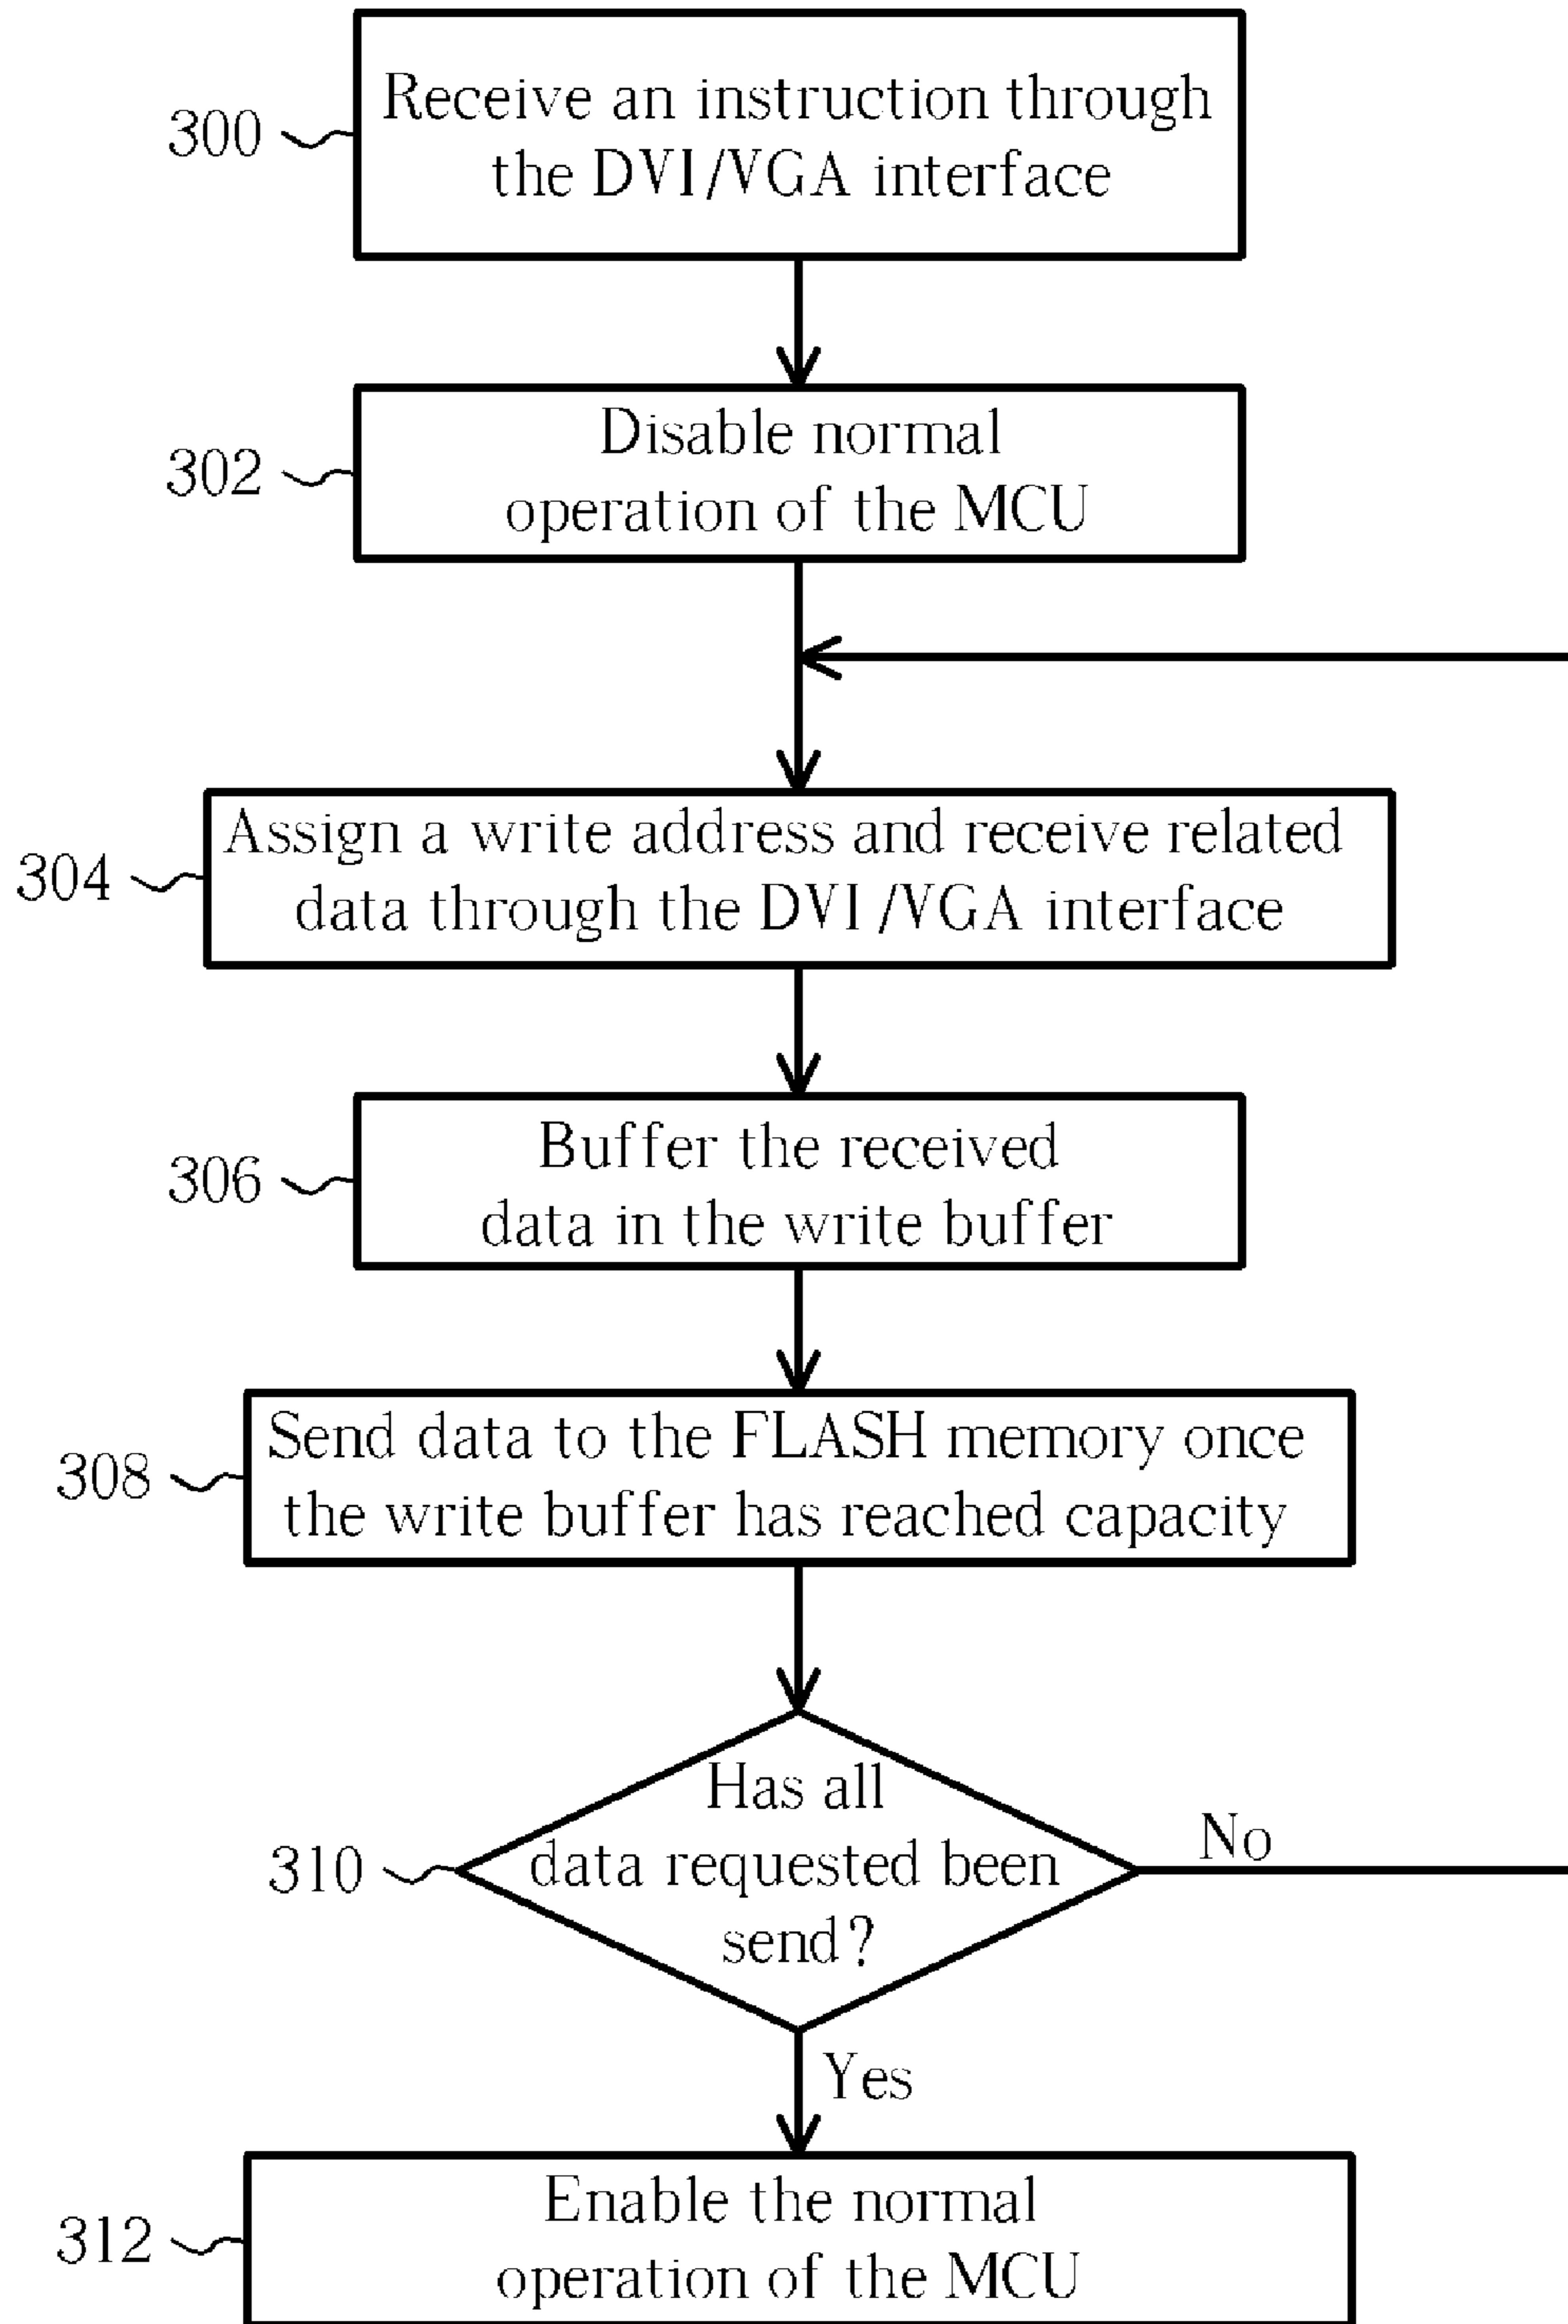 300
Receive an instruction through
the DVI/VGA interface
302
Disable normal
operation of the MCU
304
Assign a write address and receive related
data through the DVI/VGA interface
306
Buffer the received
data in the write buffer
308
Send data to the FLASH memory once
the write buffer has reached capacity
310
Has all
data requested been
send?
No
Yes
312
Enable the normal
operation of the MCU